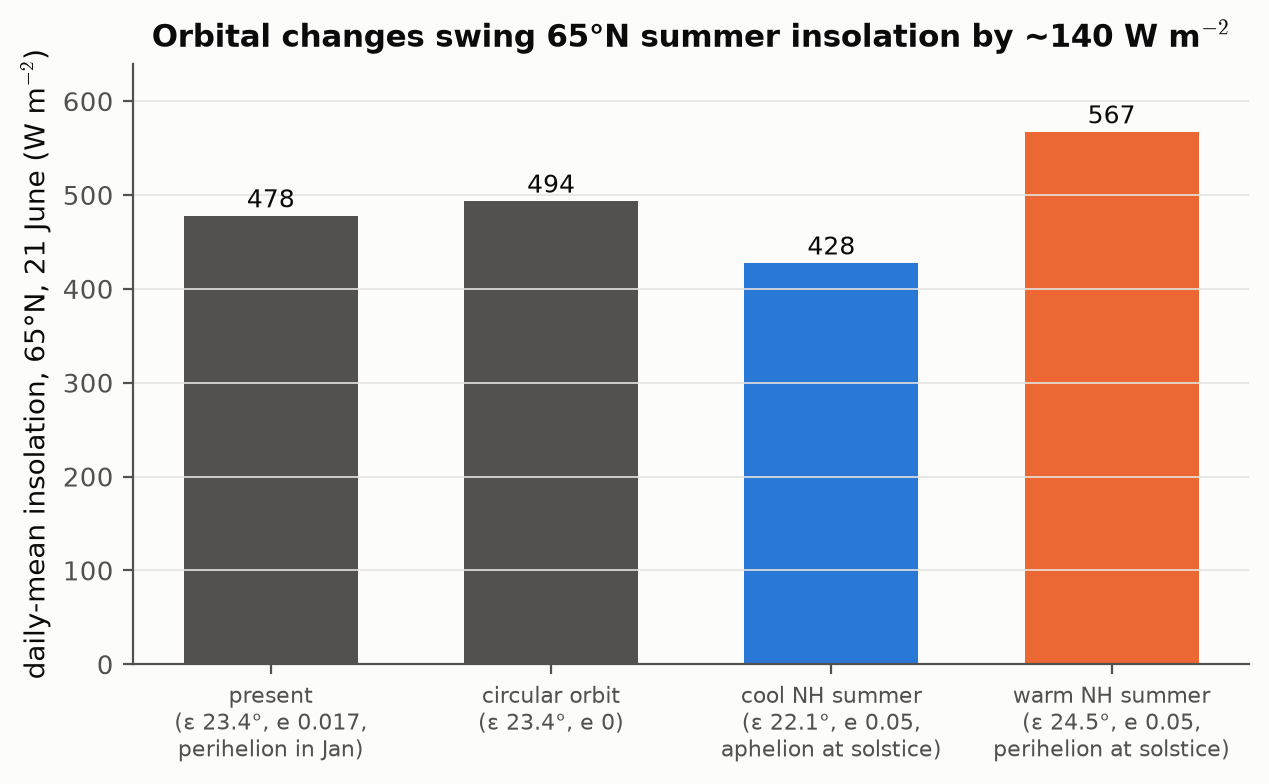 Orbital changes swing 65°N summer insolation by ~140 W m⁻²
daily-mean insolation, 65°N, 21 June (W m⁻²)
600
500
400
300
200
100
0
478
494
428
567
present
(ε 23.4°, e 0.017,
perihelion in Jan)
circular orbit
(ε 23.4°, e 0)
cool NH summer
(ε 22.1°, e 0.05,
aphelion at solstice)
warm NH summer
(ε 24.5°, e 0.05,
perihelion at solstice)